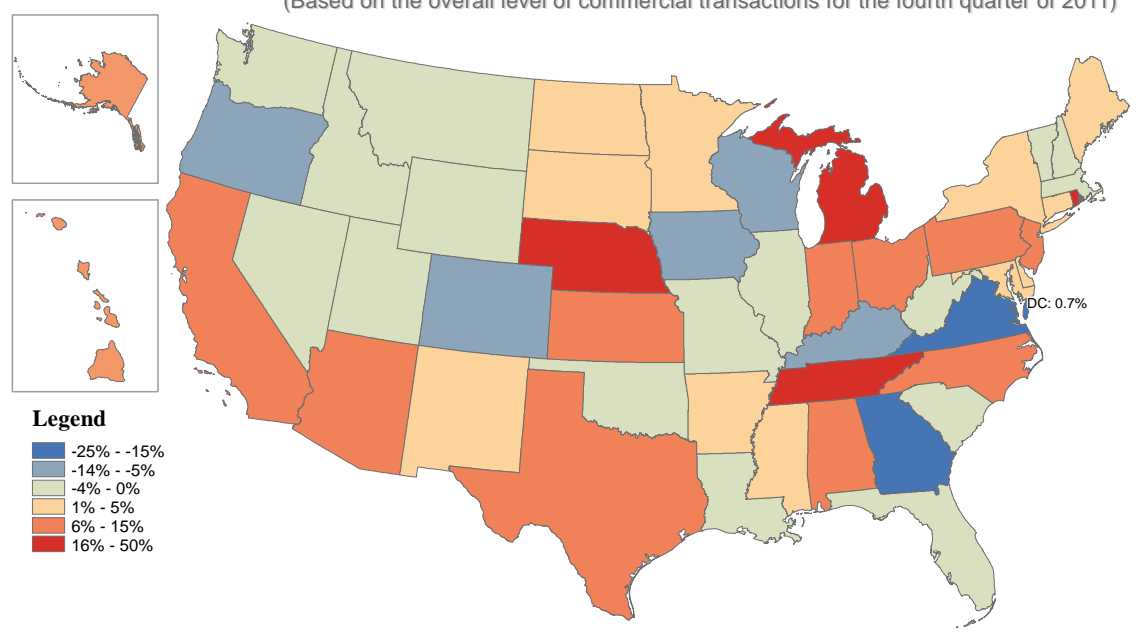 (Based on the overall level of commercial transactions for the fourth quarter of 2011)
DC: 0.7%
Legend
-25% - -15%
-14% - -5%
-4% - 0%
1% - 5%
6% - 15%
16% - 50%